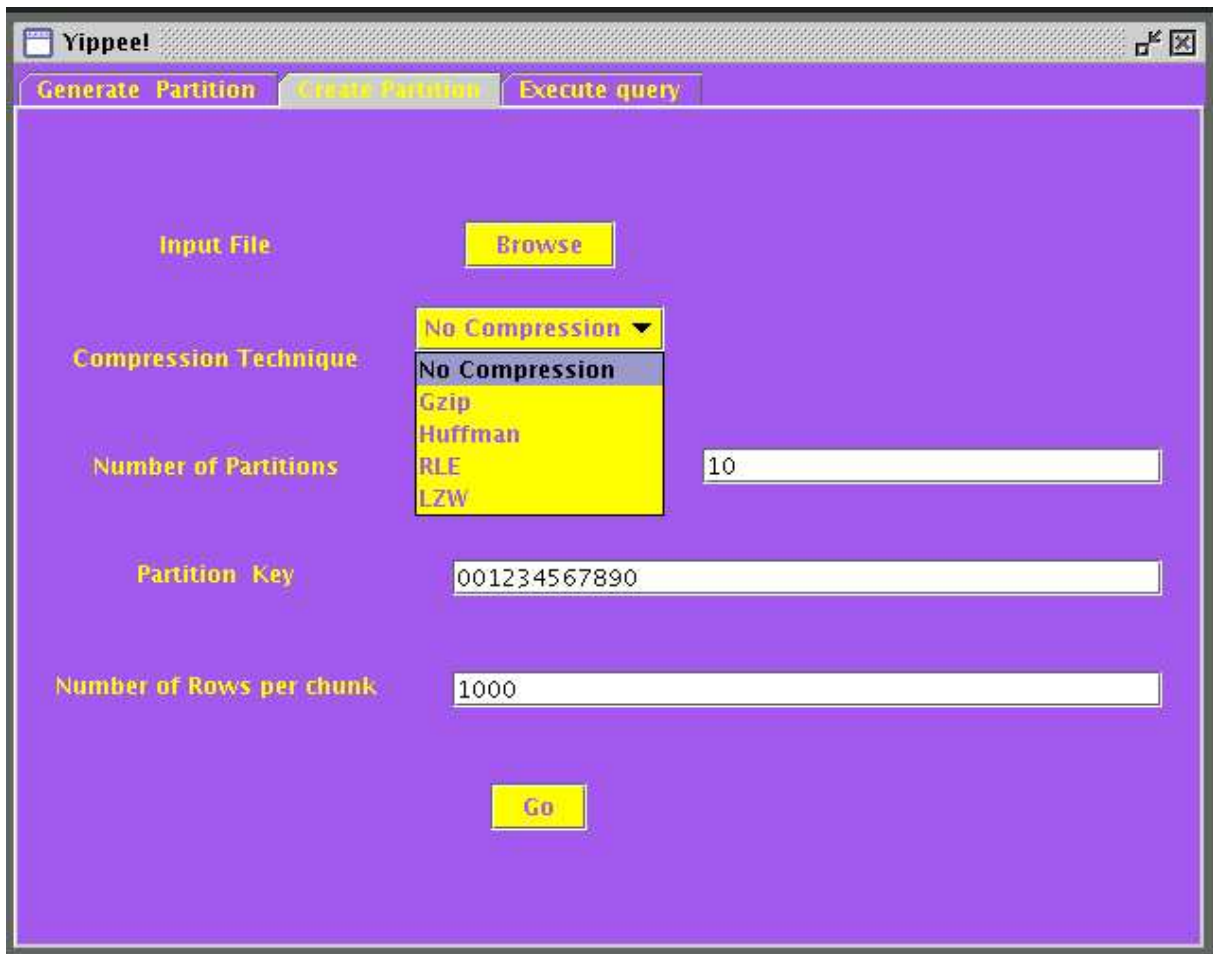 Yippee!
Generate Partition
Create Partition
Execute query
Input File
Browse
Compression Technique
No Compression
No Compression
Gzip
Huffman
RLE
LZW
Number of Partitions
10
Partition Key
001234567890
Number of Rows per chunk
1000
Go